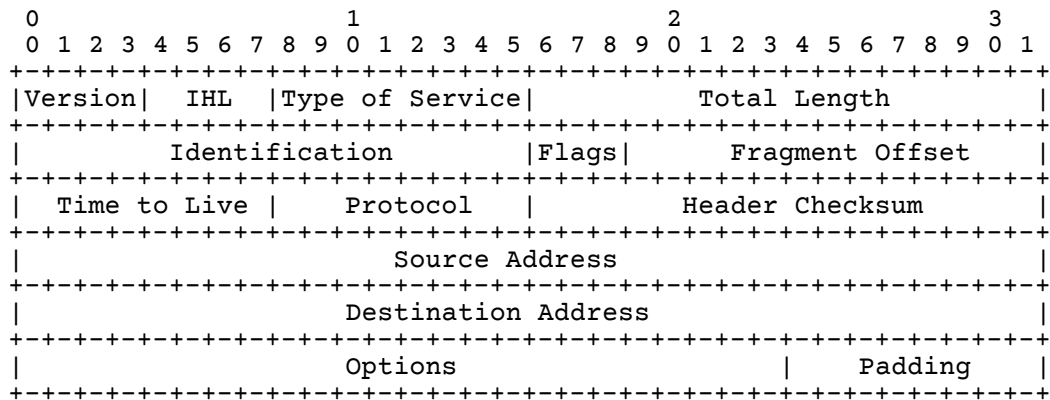 0                   1                   2                   3
 0 1 2 3 4 5 6 7 8 9 0 1 2 3 4 5 6 7 8 9 0 1 2 3 4 5 6 7 8 9 0 1
+-+-+-+-+-+-+-+-+-+-+-+-+-+-+-+-+-+-+-+-+-+-+-+-+-+-+-+-+-+-+-+-+
|Version|  IHL  |Type of Service|          Total Length         |
+-+-+-+-+-+-+-+-+-+-+-+-+-+-+-+-+-+-+-+-+-+-+-+-+-+-+-+-+-+-+-+-+
|         Identification        |Flags|      Fragment Offset    |
+-+-+-+-+-+-+-+-+-+-+-+-+-+-+-+-+-+-+-+-+-+-+-+-+-+-+-+-+-+-+-+-+
|  Time to Live |    Protocol   |         Header Checksum       |
+-+-+-+-+-+-+-+-+-+-+-+-+-+-+-+-+-+-+-+-+-+-+-+-+-+-+-+-+-+-+-+-+
|                       Source Address                          |
+-+-+-+-+-+-+-+-+-+-+-+-+-+-+-+-+-+-+-+-+-+-+-+-+-+-+-+-+-+-+-+-+
|                    Destination Address                        |
+-+-+-+-+-+-+-+-+-+-+-+-+-+-+-+-+-+-+-+-+-+-+-+-+-+-+-+-+-+-+-+-+
|                    Options                    |    Padding    |
+-+-+-+-+-+-+-+-+-+-+-+-+-+-+-+-+-+-+-+-+-+-+-+-+-+-+-+-+-+-+-+-+